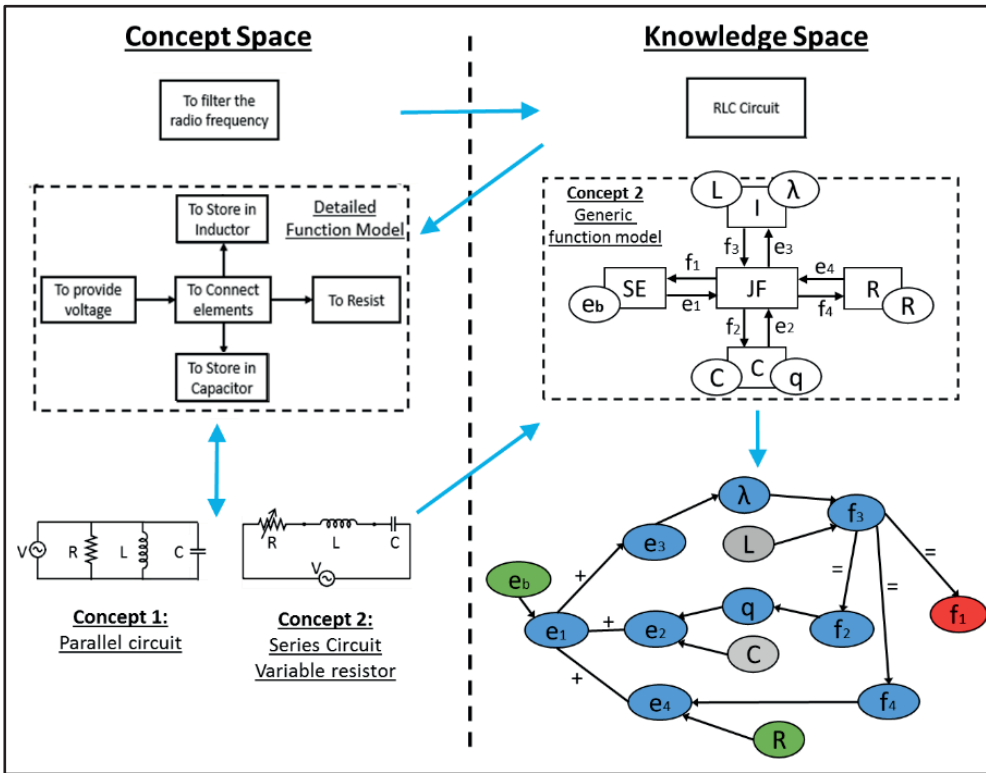 Concept Space
Knowledge Space
To filter the
radio frequency
RLC Circuit
Detailed
Function Model
To Store in
Inductor
To provide
voltage
To Connect
elements
To Resist
To Store in
Capacitor
Concept 2
Generic
function model
L
λ
I
f3
e3
f1
e4
SE
JF
R
eb
e1
f4
R
f2
e2
C
C
q
V
R
L
C
R
L
C
V
Concept 1:
Parallel circuit
Concept 2:
Series Circuit
Variable resistor
λ
f3
L
e3
=
=
=
eb
+
q
e1
+
e2
f2
f1
C
+
e4
f4
R